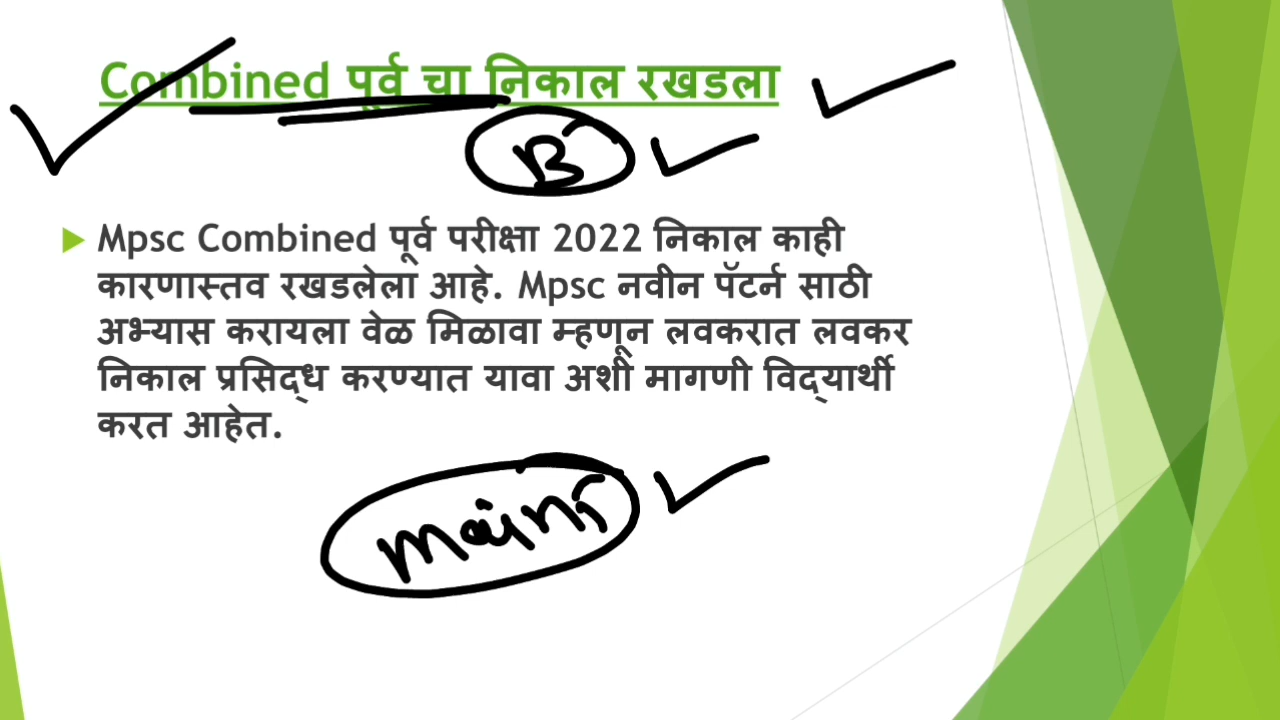 Combined पुर्व चा निकाल रखडला
B
Mpsc Combined पूर्व परीक्षा 2022 निकाल काही
कारणास्तव रखडलेला आहे. Mpsc नवीन पॅटर्न साठी
अभ्यास करायला वेळ मिळावा म्हणून लवकरात लवकर
निकाल प्रसिद्ध करण्यात यावा अशी मागणी विद्यार्थी
करत आहेत.
mains